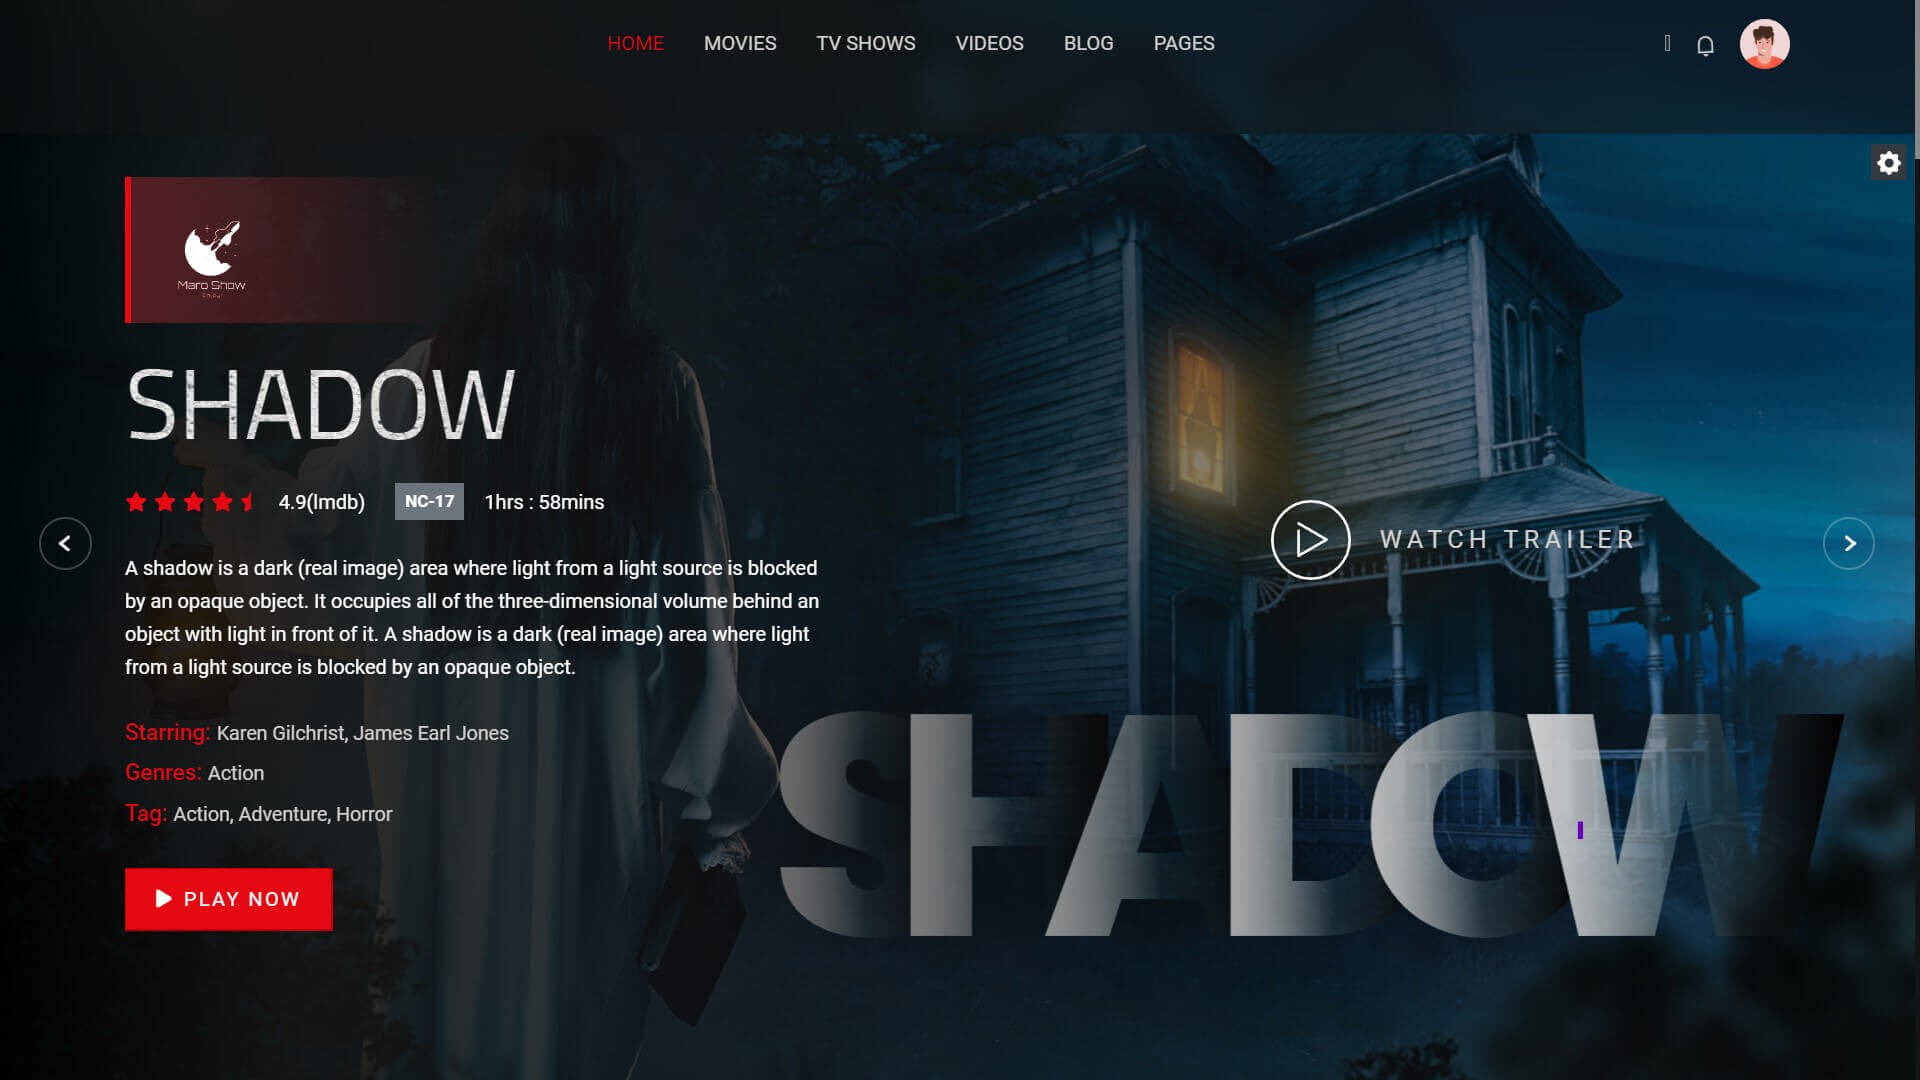 HOME MOVIES TV SHOWS VIDEOS BLOG PAGES
Maro Show
SHADOW
4.9(lmdb) NC-17 1hrs : 58mins
WATCH TRAILER
A shadow is a dark (real image) area where light from a light source is blocked
by an opaque object. It occupies all of the three-dimensional volume behind an
object with light in front of it. A shadow is a dark (real image) area where light
from a light source is blocked by an opaque object.
Starring: Karen Gilchrist, James Earl Jones
Genres: Action
Tag: Action, Adventure, Horror
PLAY NOW
SHADOW